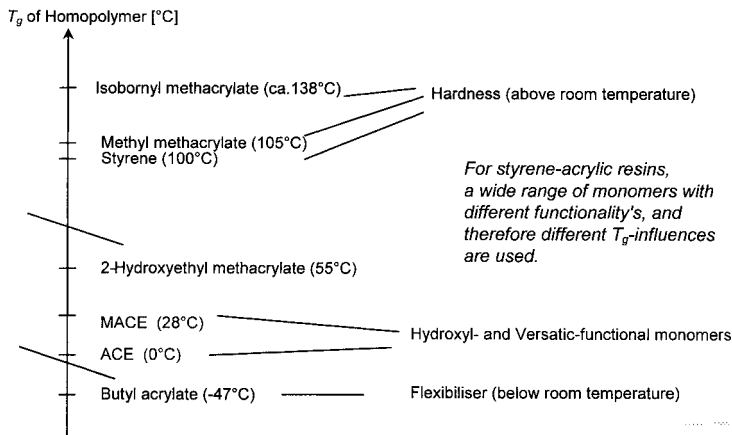 Tg of Homopolymer [°C]
Isobornyl methacrylate (ca.138°C)
Hardness (above room temperature)
Methyl methacrylate (105°C)
Styrene (100°C)
For styrene-acrylic resins,
a wide range of monomers with
different functionality's, and
therefore different Tg-influences
are used.
2-Hydroxyethyl methacrylate (55°C)
MACE (28°C)
Hydroxyl- and Versatic-functional monomers
ACE (0°C)
Butyl acrylate (-47°C)
Flexibiliser (below room temperature)